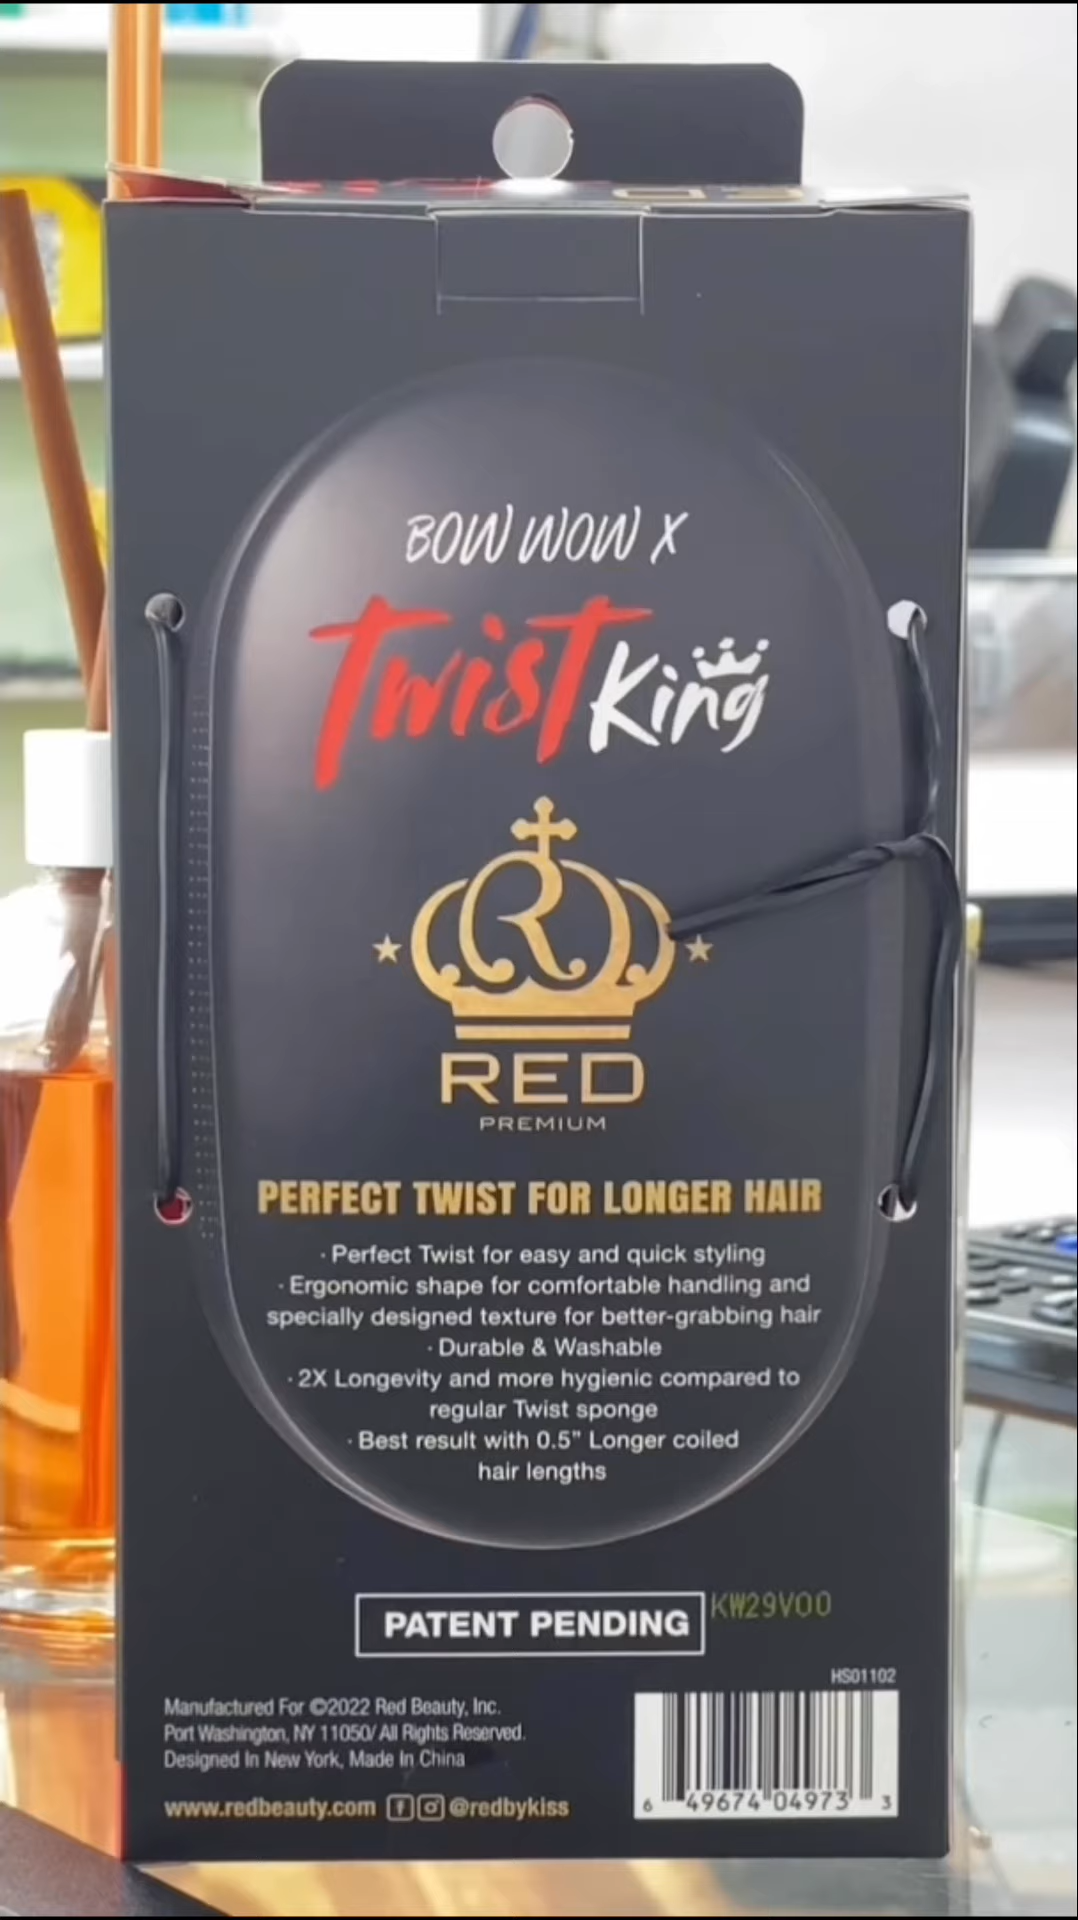 BOW WOW X
TwisT King
R
RED
PREMIUM
PERFECT TWIST FOR LONGER HAIR
· Perfect Twist for easy and quick styling
· Ergonomic shape for comfortable handling and
specially designed texture for better-grabbing hair
· Durable & Washable
· 2X Longevity and more hygienic compared to
regular Twist sponge
· Best result with 0.5" Longer coiled
hair lengths
PATENT PENDING
KW29V00
HS01102
Manufactured For ©2022 Red Beauty, Inc.
Port Washington, NY 11050/ All Rights Reserved.
Designed In New York, Made In China
www.redbeauty.com @redbykiss
6 49674 04973 3